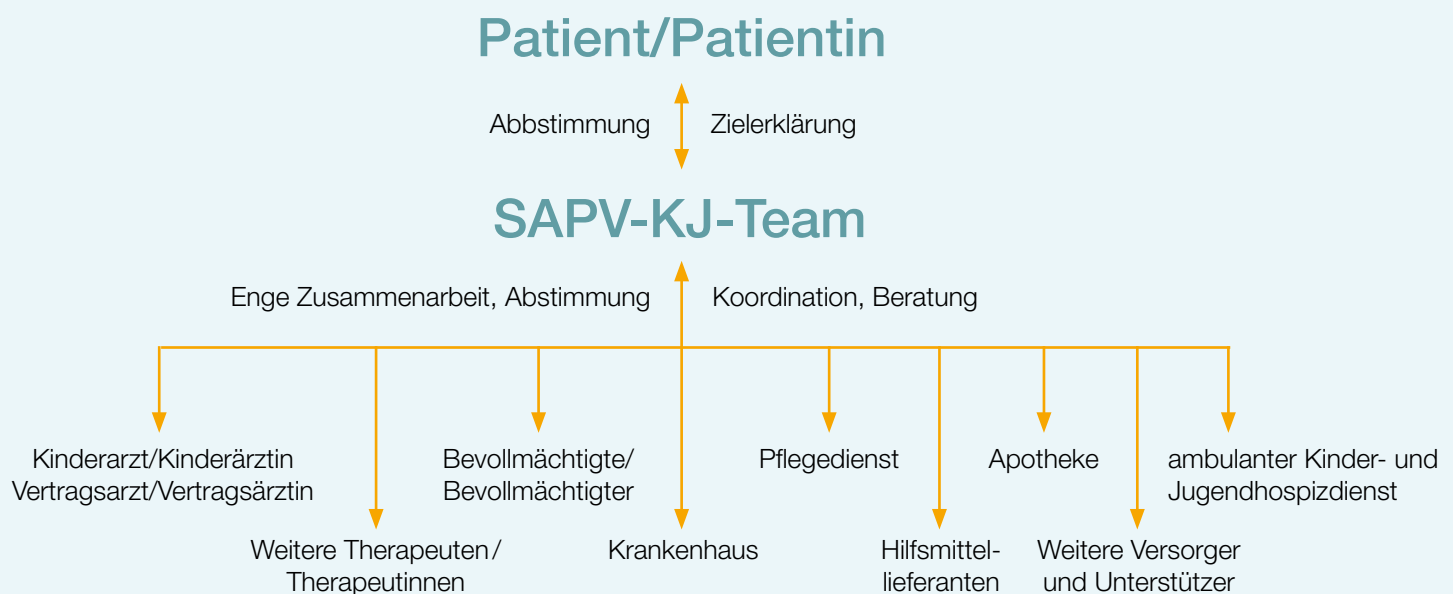 Patient/Patientin
Abbstimmung Zielerklärung
SAPV-KJ-Team
Enge Zusammenarbeit, Abstimmung Koordination, Beratung
Kinderarzt/Kinderärztin
Vertragsarzt/Vertragsärztin
Weitere Therapeuten/
Therapeutinnen
Bevollmächtigte/
Bevollmächtigter
Krankenhaus
Pflegedienst
Hilfsmittel-
lieferanten
Apotheke
Weitere Versorger
und Unterstützer
ambulanter Kinder- und
Jugendhospizdienst